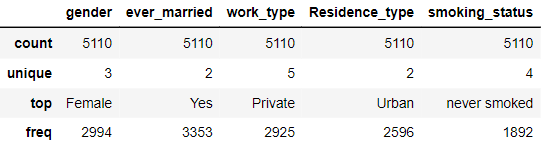 gender ever_married work_type Residence_type smoking_status
count 5110 5110 5110 5110 5110
unique 3 2 5 2 4
top Female Yes Private Urban never smoked
freq 2994 3353 2925 2596 1892